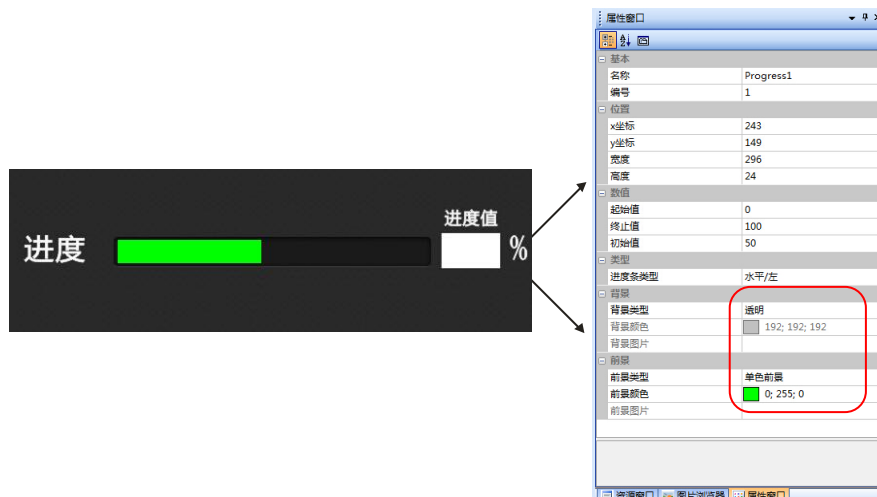 进度值
进度
%
属性窗口
基本
名称 Progress1
编号 1
位置
x坐标 243
y坐标 149
宽度 296
高度 24
数值
起始值 0
终止值 100
初始值 50
类型
进度条类型 水平/左
背景
背景类型 透明
背景颜色 192; 192; 192
背景图片
前景
前景类型 单色前景
前景颜色 0; 255; 0
前景图片
资源窗口 图片浏览器 属性窗口